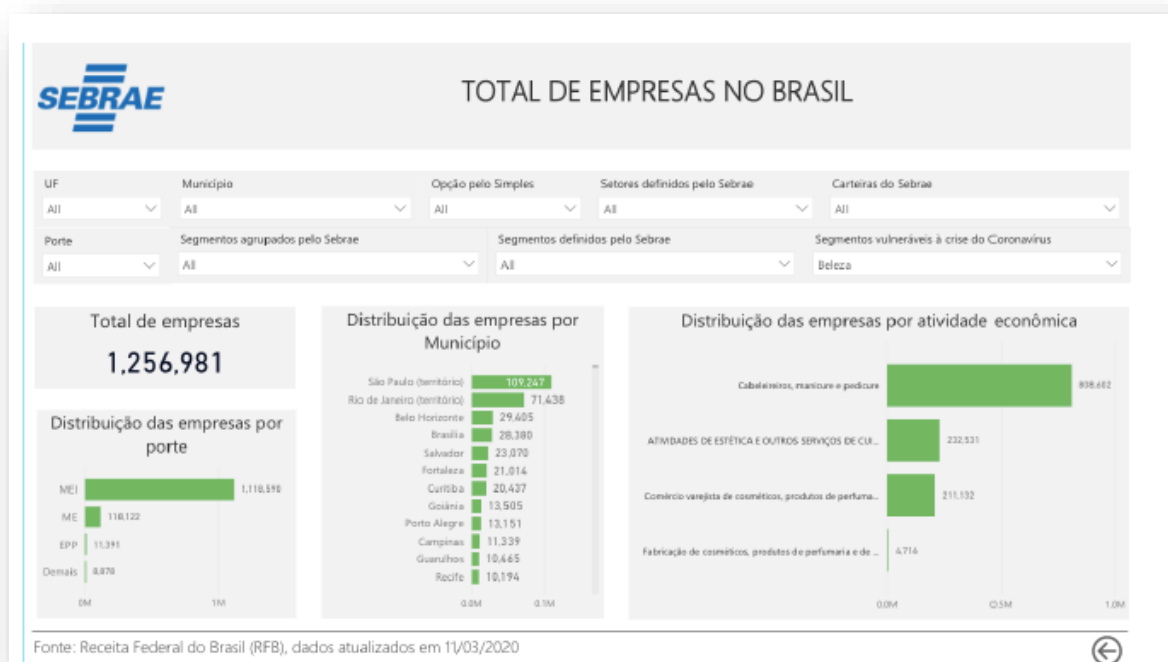 SEBRAE
TOTAL DE EMPRESAS NO BRASIL
UF
Município
Opção pelo Simples
Setores definidos pelo Sebrae
Carteiras do Sebrae
All
All
All
All
All
Porte
Segmentos agrupados pelo Sebrae
Segmentos definidos pelo Sebrae
Segmentos vulneráveis à crise do Coronavírus
All
All
All
Beleza
Total de empresas
1,256,981
Distribuição das empresas por
porte
MEI 1,118,590
ME 118,122
EPP 11,391
Demais 8,878
0M 1M
Distribuição das empresas por
Município
São Paulo (território) 109,247
Rio de Janeiro (território) 71,438
Belo Horizonte 29,405
Brasília 28,380
Salvador 23,070
Fortaleza 21,014
Curitiba 20,437
Goiânia 13,505
Porto Alegre 13,151
Campinas 11,339
Guarulhos 10,465
Recife 10,194
0.0M 0.1M
Distribuição das empresas por atividade econômica
Cabeleireiros, manicure e pedicure 808,602
ATIVIDADES DE ESTÉTICA E OUTROS SERVIÇOS DE CUI... 232,531
Comércio varejista de cosméticos, produtos de perfuma... 211,132
Fabricação de cosméticos, produtos de perfumaria e de ... 4,716
0.0M 0.5M 1.0M
Fonte: Receita Federal do Brasil (RFB), dados atualizados em 11/03/2020